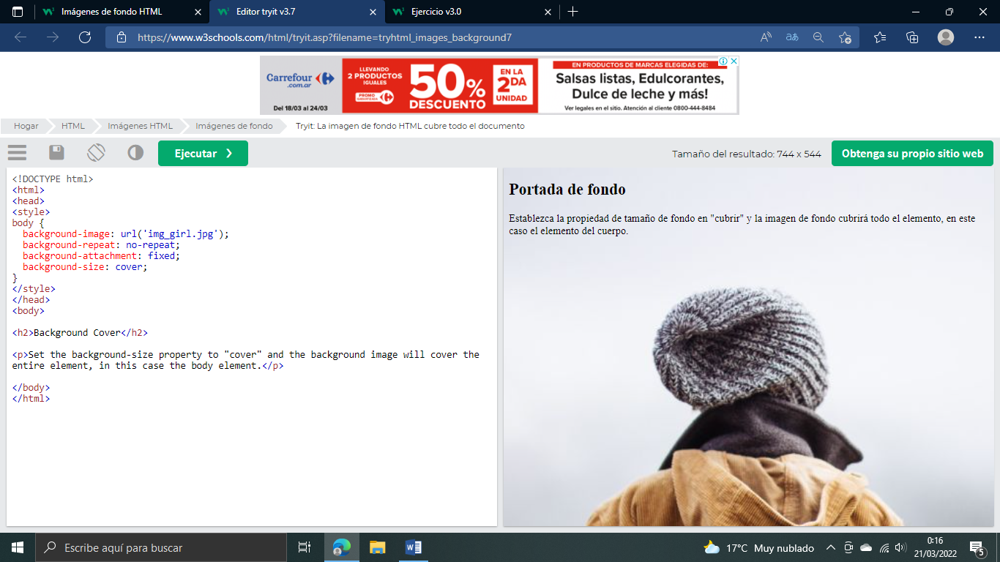 Imágenes de fondo HTML
Editor tryit v3.7
Ejercicio v3.0
https://www.w3schools.com/html/tryit.asp?filename=tryhtml_images_background7
Carrefour
.com.ar
Del 18/03 al 24/03
LLEVANDO
2 PRODUCTOS
IGUALES
PROMO
50%
DESCUENTO
EN LA
2DA
UNIDAD
EN PRODUCTOS DE MARCAS ELEGIDAS DE:
Salsas listas, Edulcorantes,
Dulce de leche y más!
Ver legales en el sitio. Atención al cliente 0800-444-8484
Hogar
HTML
Imágenes HTML
Imágenes de fondo
Tryit: La imagen de fondo HTML cubre todo el documento
Ejecutar ❯
Tamaño del resultado: 744 x 544
Obtenga su propio sitio web
<!DOCTYPE html>
<html>
<head>
<style>
body {
  background-image: url('img_girl.jpg');
  background-repeat: no-repeat;
  background-attachment: fixed;
  background-size: cover;
}
</style>
</head>
<body>
<h2>Background Cover</h2>
<p>Set the background-size property to "cover" and the background image will cover the
entire element, in this case the body element.</p>
</body>
</html>
Portada de fondo
Establezca la propiedad de tamaño de fondo en "cubrir" y la imagen de fondo cubrirá todo el elemento, en este
caso el elemento del cuerpo.
Escribe aquí para buscar
17°C Muy nublado
0:16
21/03/2022
5